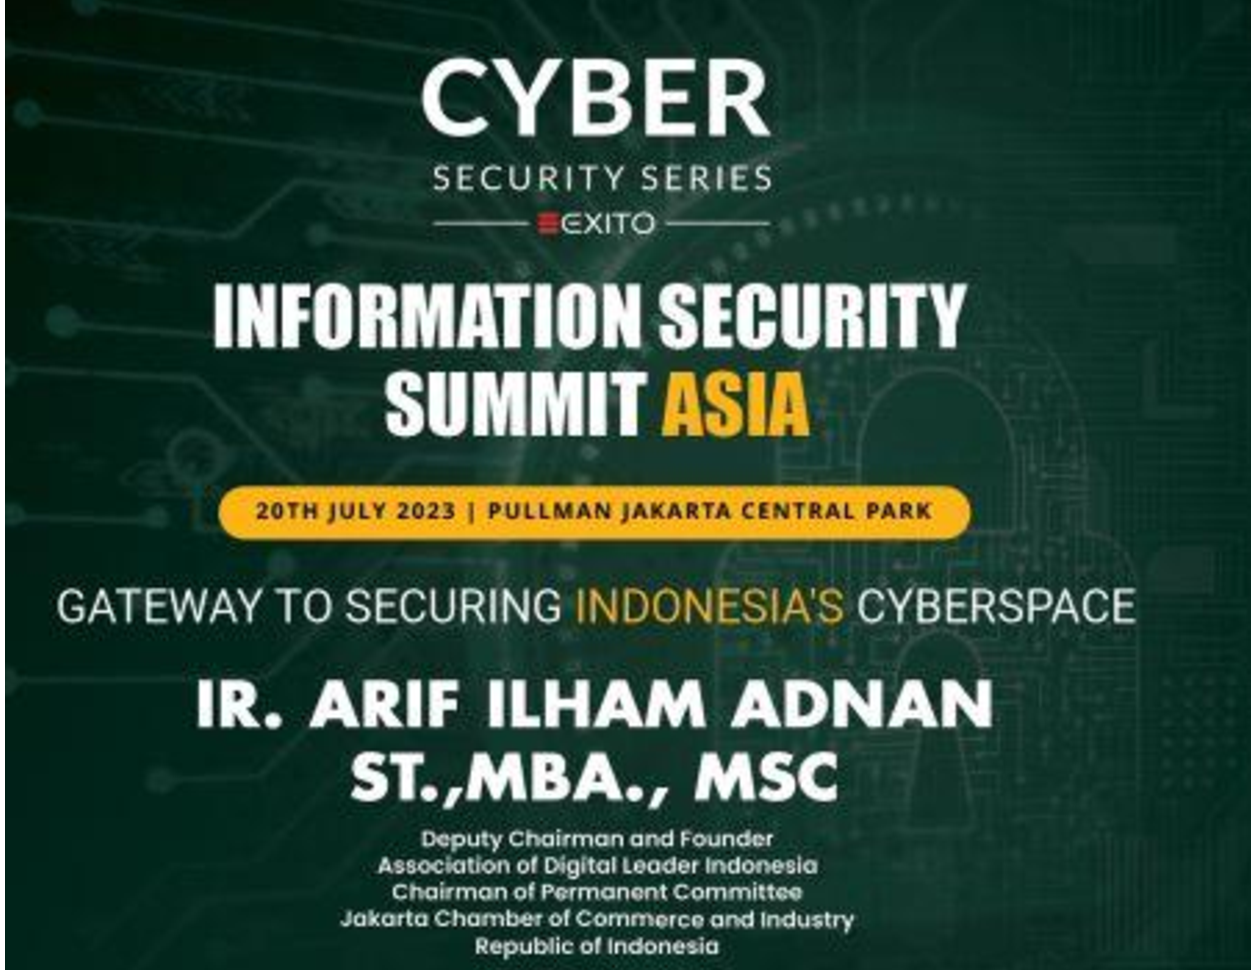 CYBER
SECURITY SERIES
EXITO
INFORMATION SECURITY
SUMMIT ASIA
20TH JULY 2023 | PULLMAN JAKARTA CENTRAL PARK
GATEWAY TO SECURING INDONESIA'S CYBERSPACE
IR. ARIF ILHAM ADNAN
ST.,MBA., MSC
Deputy Chairman and Founder
Association of Digital Leader Indonesia
Chairman of Permanent Committee
Jakarta Chamber of Commerce and Industry
Republic of Indonesia